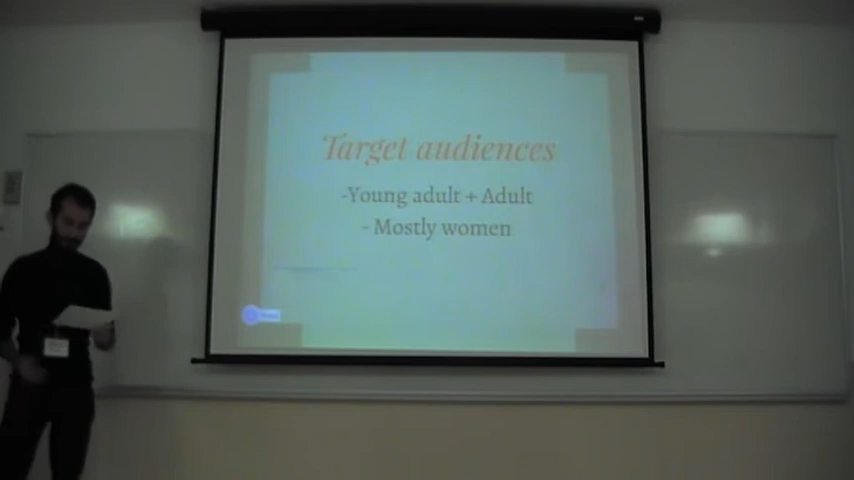 Target audiences
-Young adult + Adult
- Mostly women